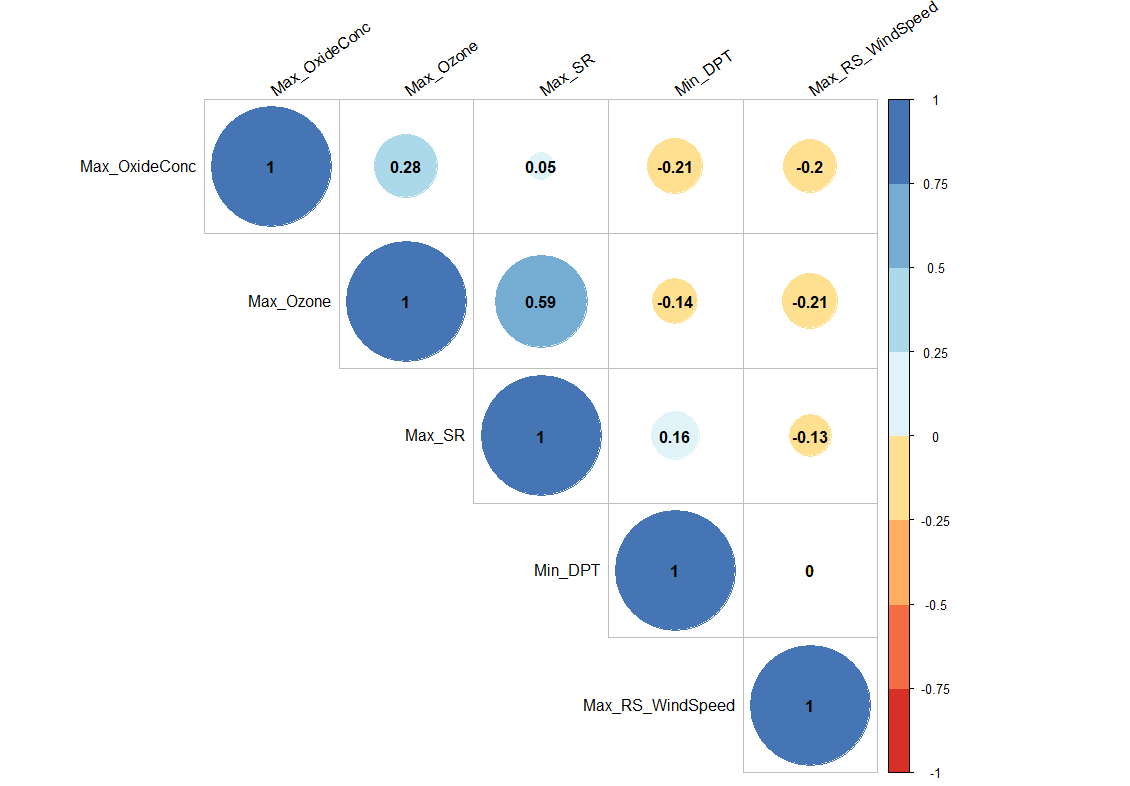 Max_OxideConc
Max_Ozone
Max_SR
Min_DPT
Max_RS_WindSpeed
Max_OxideConc 1 0.28 0.05 -0.21 -0.2
Max_Ozone 1 0.59 -0.14 -0.21
Max_SR 1 0.16 -0.13
Min_DPT 1 0
Max_RS_WindSpeed 1
1
0.75
0.5
0.25
0
-0.25
-0.5
-0.75
-1